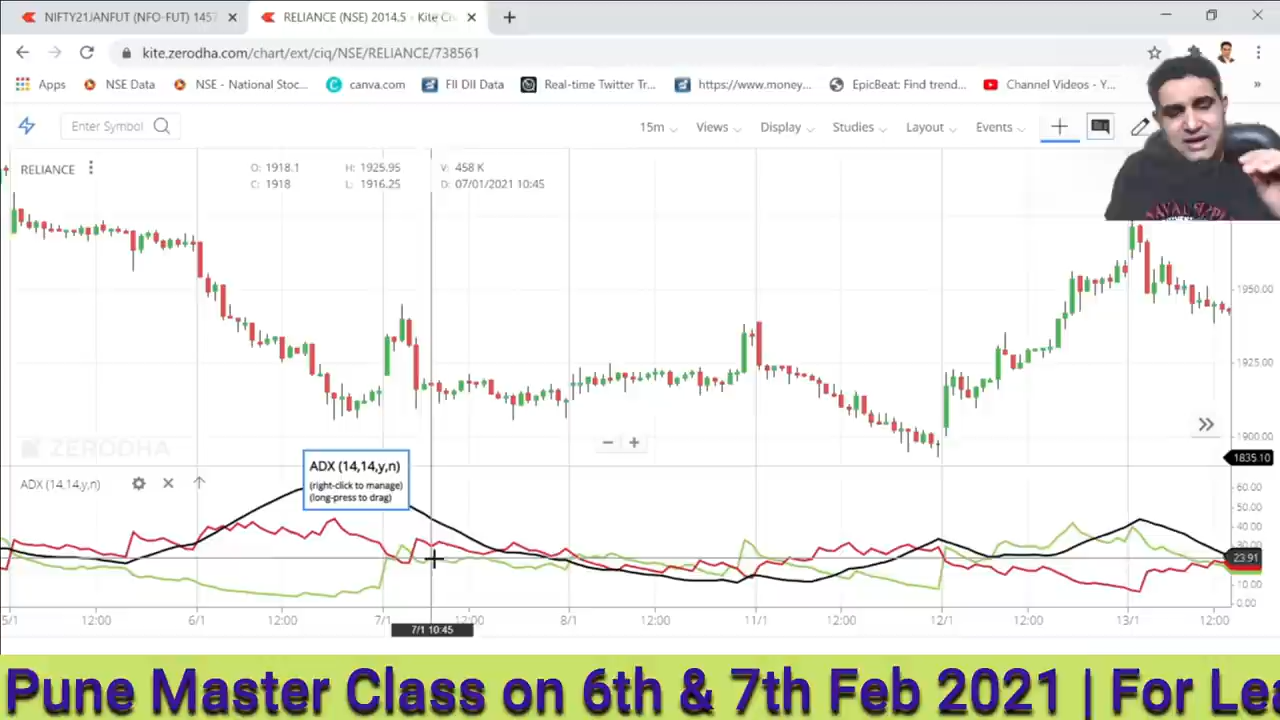 NIFTY21JANFUT (NFO-FUT) 1457
RELIANCE (NSE) 2014.5 - Kite Ch
kite.zerodha.com/chart/ext/ciq/NSE/RELIANCE/738561
Apps NSE Data NSE - National Stoc... canva.com FII DII Data Real-time Twitter Tr... https://www.money... EpicBeat: Find trend... Channel Videos - Y... »
Enter Symbol 15m Views Display Studies Layout Events
RELIANCE O: 1918.1 H: 1925.95 V: 458 K
C: 1918 L: 1916.25 D: 07/01/2021 10:45
1950.00
1925.00
1900.00
ZERODHA
1835.10
ADX (14,14,y,n)
(right-click to manage)
(long-press to drag)
ADX (14,14,y,n)
60.00
50.00
40.00
23.91
10.00
0.00
5/1 12:00 6/1 12:00 7/1 12:00 8/1 12:00 11/1 12:00 12/1 12:00 13/1 12:00
7/1 10:45
Pune Master Class on 6th & 7th Feb 2021 | For Lea